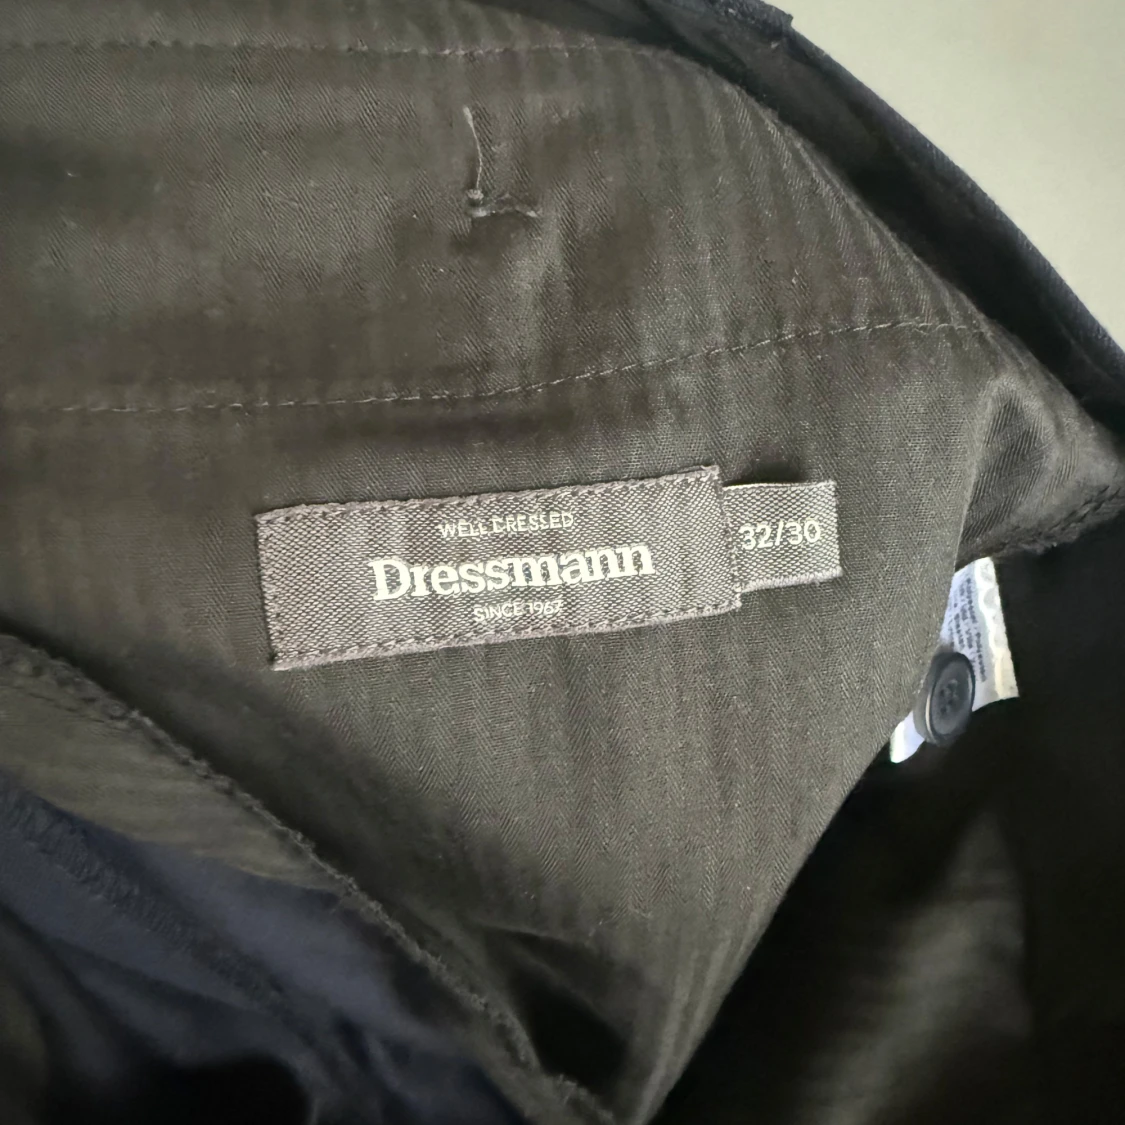 WELL DRESSED
Dressmann
SINCE 1967
32/30